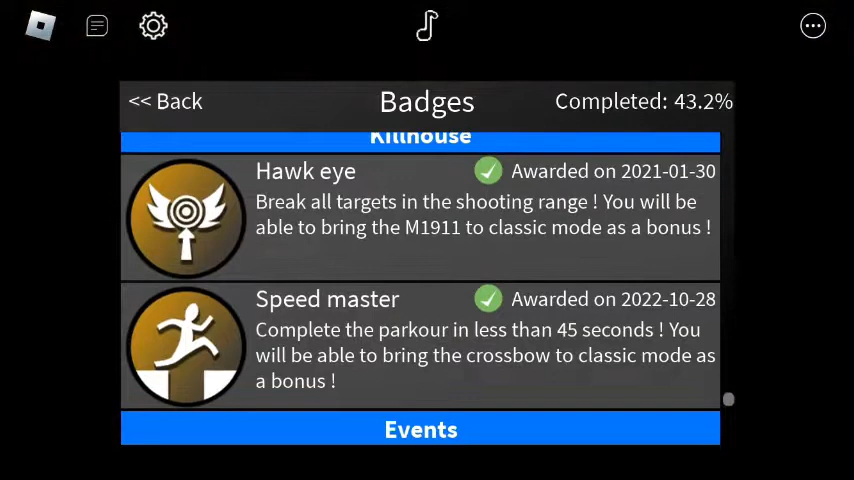 << Back
Badges
Completed: 43.2%
Killhouse
Hawk eye
Awarded on 2021-01-30
Break all targets in the shooting range ! You will be
able to bring the M1911 to classic mode as a bonus !
Speed master
Awarded on 2022-10-28
Complete the parkour in less than 45 seconds ! You
will be able to bring the crossbow to classic mode as
a bonus !
Events